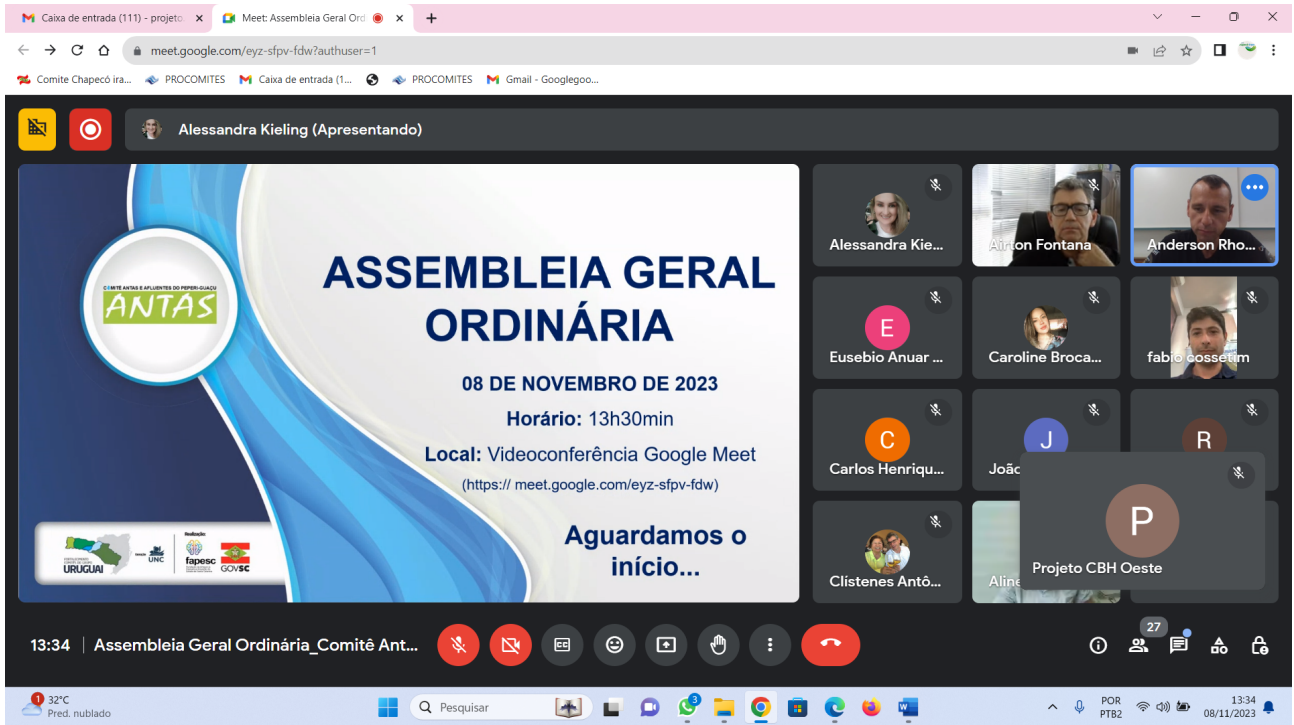 Caixa de entrada (111) - projeto
Meet: Assembleia Geral Ord
meet.google.com/eyz-sfpv-fdw?authuser=1
Comite Chapecó ira...
PROCOMITES
Caixa de entrada (1...
PROCOMITES
Gmail - Googlegoo...
Alessandra Kieling (Apresentando)
COMITÊ ANTAS E AFLUENTES DO PEPERI-GUAÇU
ANTAS
ASSEMBLEIA GERAL
ORDINÁRIA
08 DE NOVEMBRO DE 2023
Horário: 13h30min
Local: Videoconferência Google Meet
(https:// meet.google.com/eyz-sfpv-fdw)
Aguardamos o
início...
URUGUAI
UNC
Realização:
fapesc
GOVSC
Alessandra Kie...
Airton Fontana
Anderson Rho...
E
Eusebio Anuar ...
Caroline Broca...
fabio cossetim
C
Carlos Henriqu...
J
Joã
R
Clístenes Antô...
Aline
P
Projeto CBH Oeste
13:34
Assembleia Geral Ordinária_Comitê Ant...
27
1
32°C
Pred. nublado
Pesquisar
3
POR
PTB2
13:34
08/11/2023